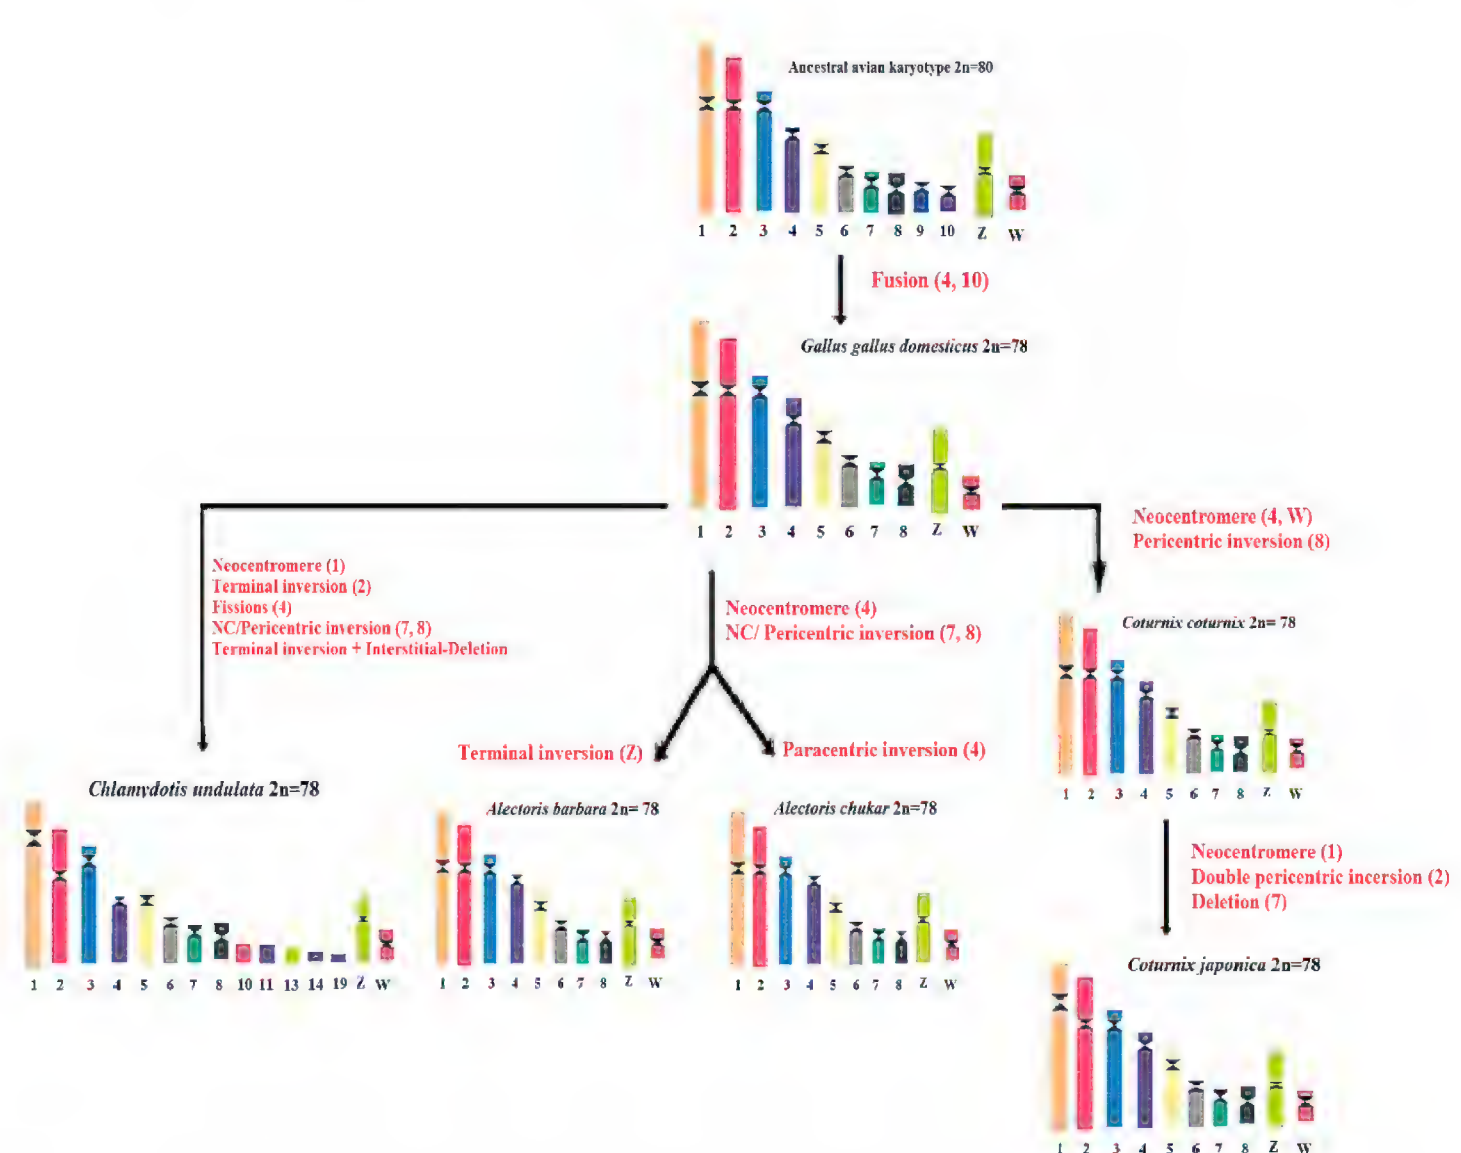 Ancestral avian karyotype 2n=80
1 2 3 4 5 6 7 8 9 10 Z W
Fusion (4, 10)
Gallus gallus domesticus 2n=78
1 2 3 4 5 6 7 8 Z W
Neocentromere (1)
Terminal inversion (2)
Fissions (4)
NC/Pericentric inversion (7, 8)
Terminal inversion + Interstitial-Deletion
Neocentromere (4)
NC/ Pericentric inversion (7, 8)
Neocentromere (4, W)
Pericentric inversion (8)
Terminal inversion (Z)
Paracentric inversion (4)
Coturnix coturnix 2n= 78
1 2 3 4 5 6 7 8 Z W
Chlamydotis undulata 2n=78
1 2 3 4 5 6 7 8 10 11 13 14 19 Z W
Alectoris barbara 2n= 78
1 2 3 4 5 6 7 8 Z W
Alectoris chukar 2n=78
1 2 3 4 5 6 7 8 Z W
Neocentromere (1)
Double pericentric incersion (2)
Deletion (7)
Coturnix japonica 2n=78
1 2 3 4 5 6 7 8 Z W